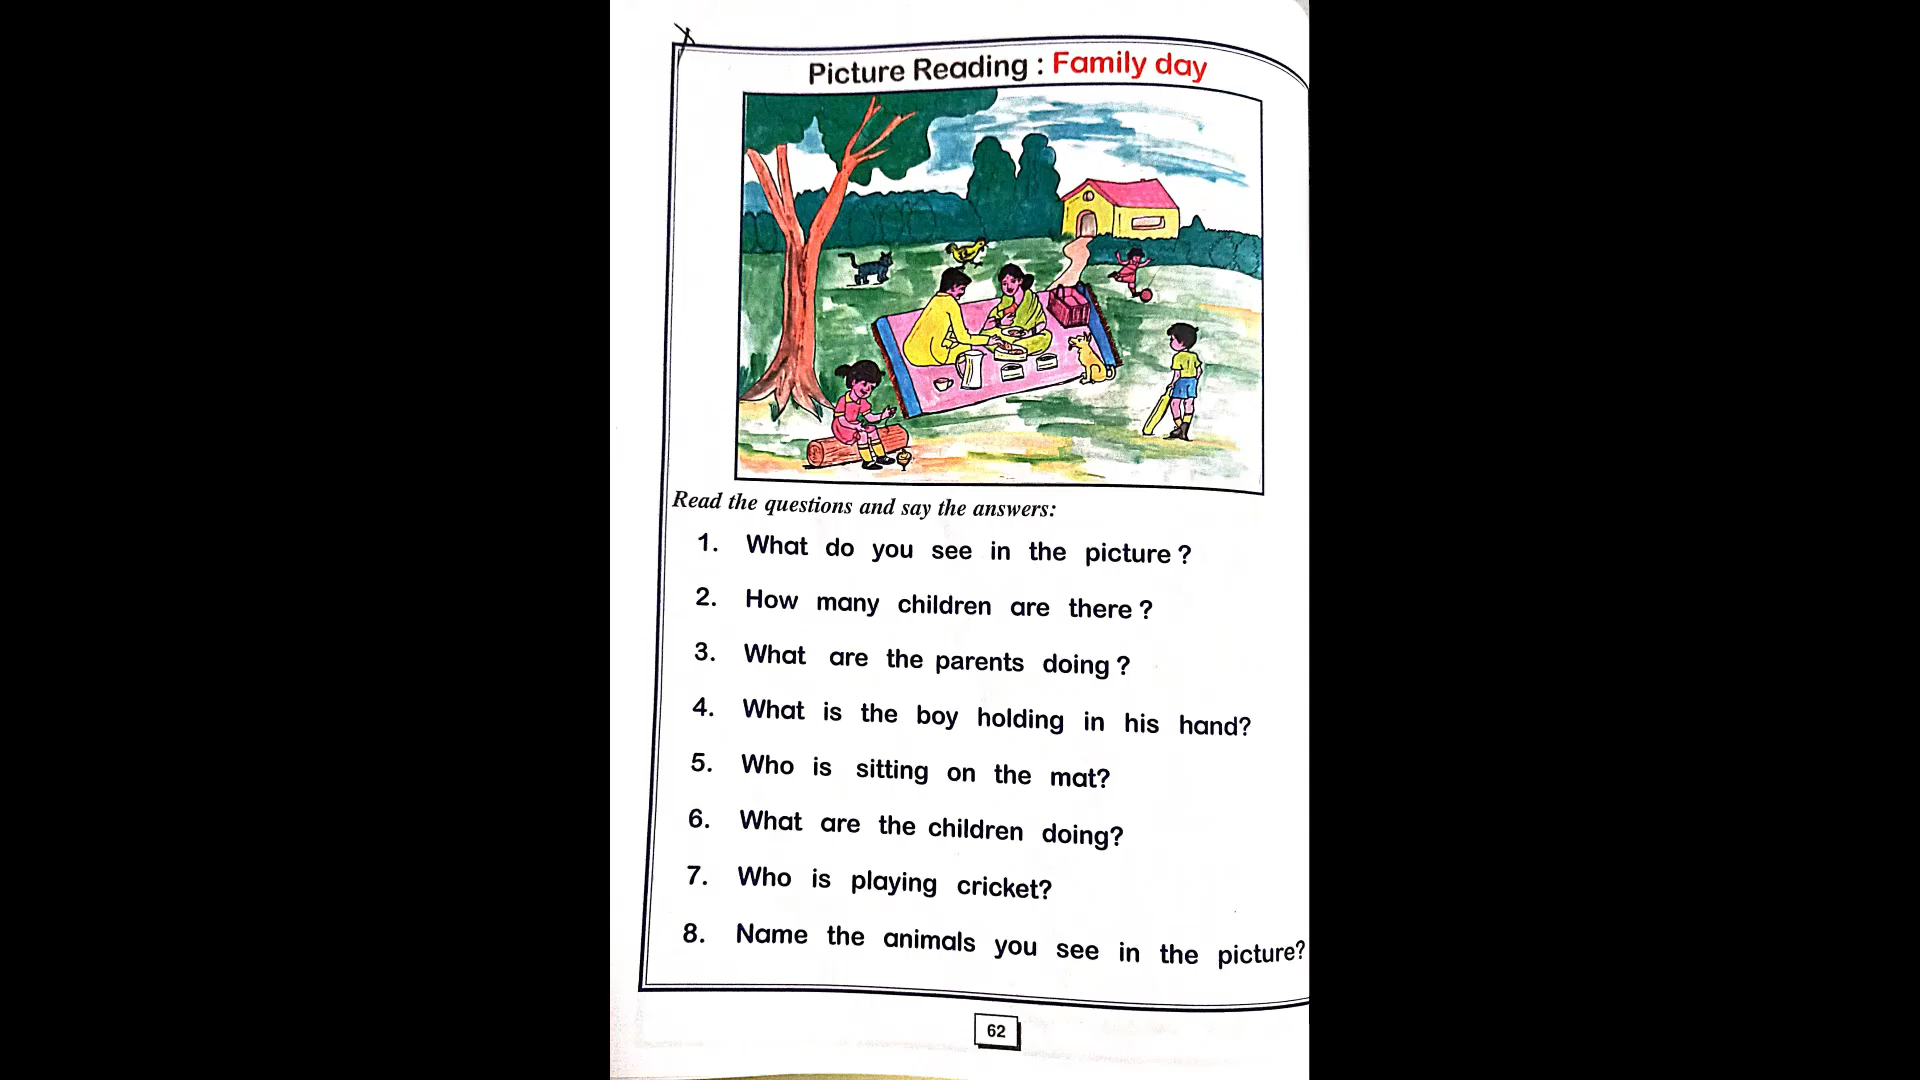 Picture Reading : Family day
Read the questions and say the answers:
1. What do you see in the picture ?
2. How many children are there ?
3. What are the parents doing ?
4. What is the boy holding in his hand?
5. Who is sitting on the mat?
6. What are the children doing?
7. Who is playing cricket?
8. Name the animals you see in the picture?
62